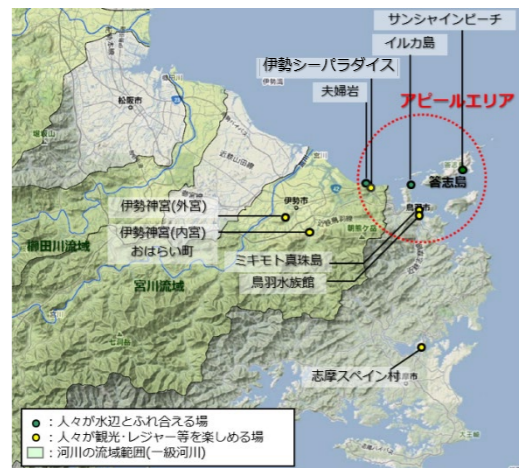 サンシャインビーチ
イルカ島
伊勢シーパラダイス
夫婦岩
アピールエリア
松阪市
答志島
伊勢市
鳥羽市
伊勢神宮(外宮)
伊勢神宮(内宮)
おはらい町
櫛田川流域
宮川流域
ミキモト真珠島
鳥羽水族館
志摩スペイン村
志摩市
:人々が水辺とふれ合える場
:人々が観光・レジャー等を楽しめる場
:河川の流域範囲(一級河川)